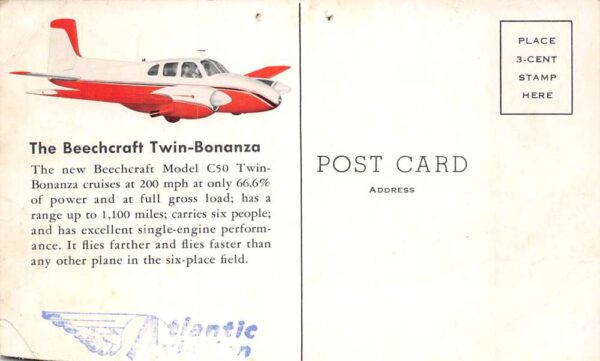 The Beechcraft Twin-Bonanza
The new Beechcraft Model C50 Twin-
Bonanza cruises at 200 mph at only 66.6%
of power and at full gross load; has a
range up to 1,100 miles; carries six people;
and has excellent single-engine perform-
ance. It flies farther and flies faster than
any other plane in the six-place field.
Atlantic
POST CARD
ADDRESS
PLACE
3-CENT
STAMP
HERE